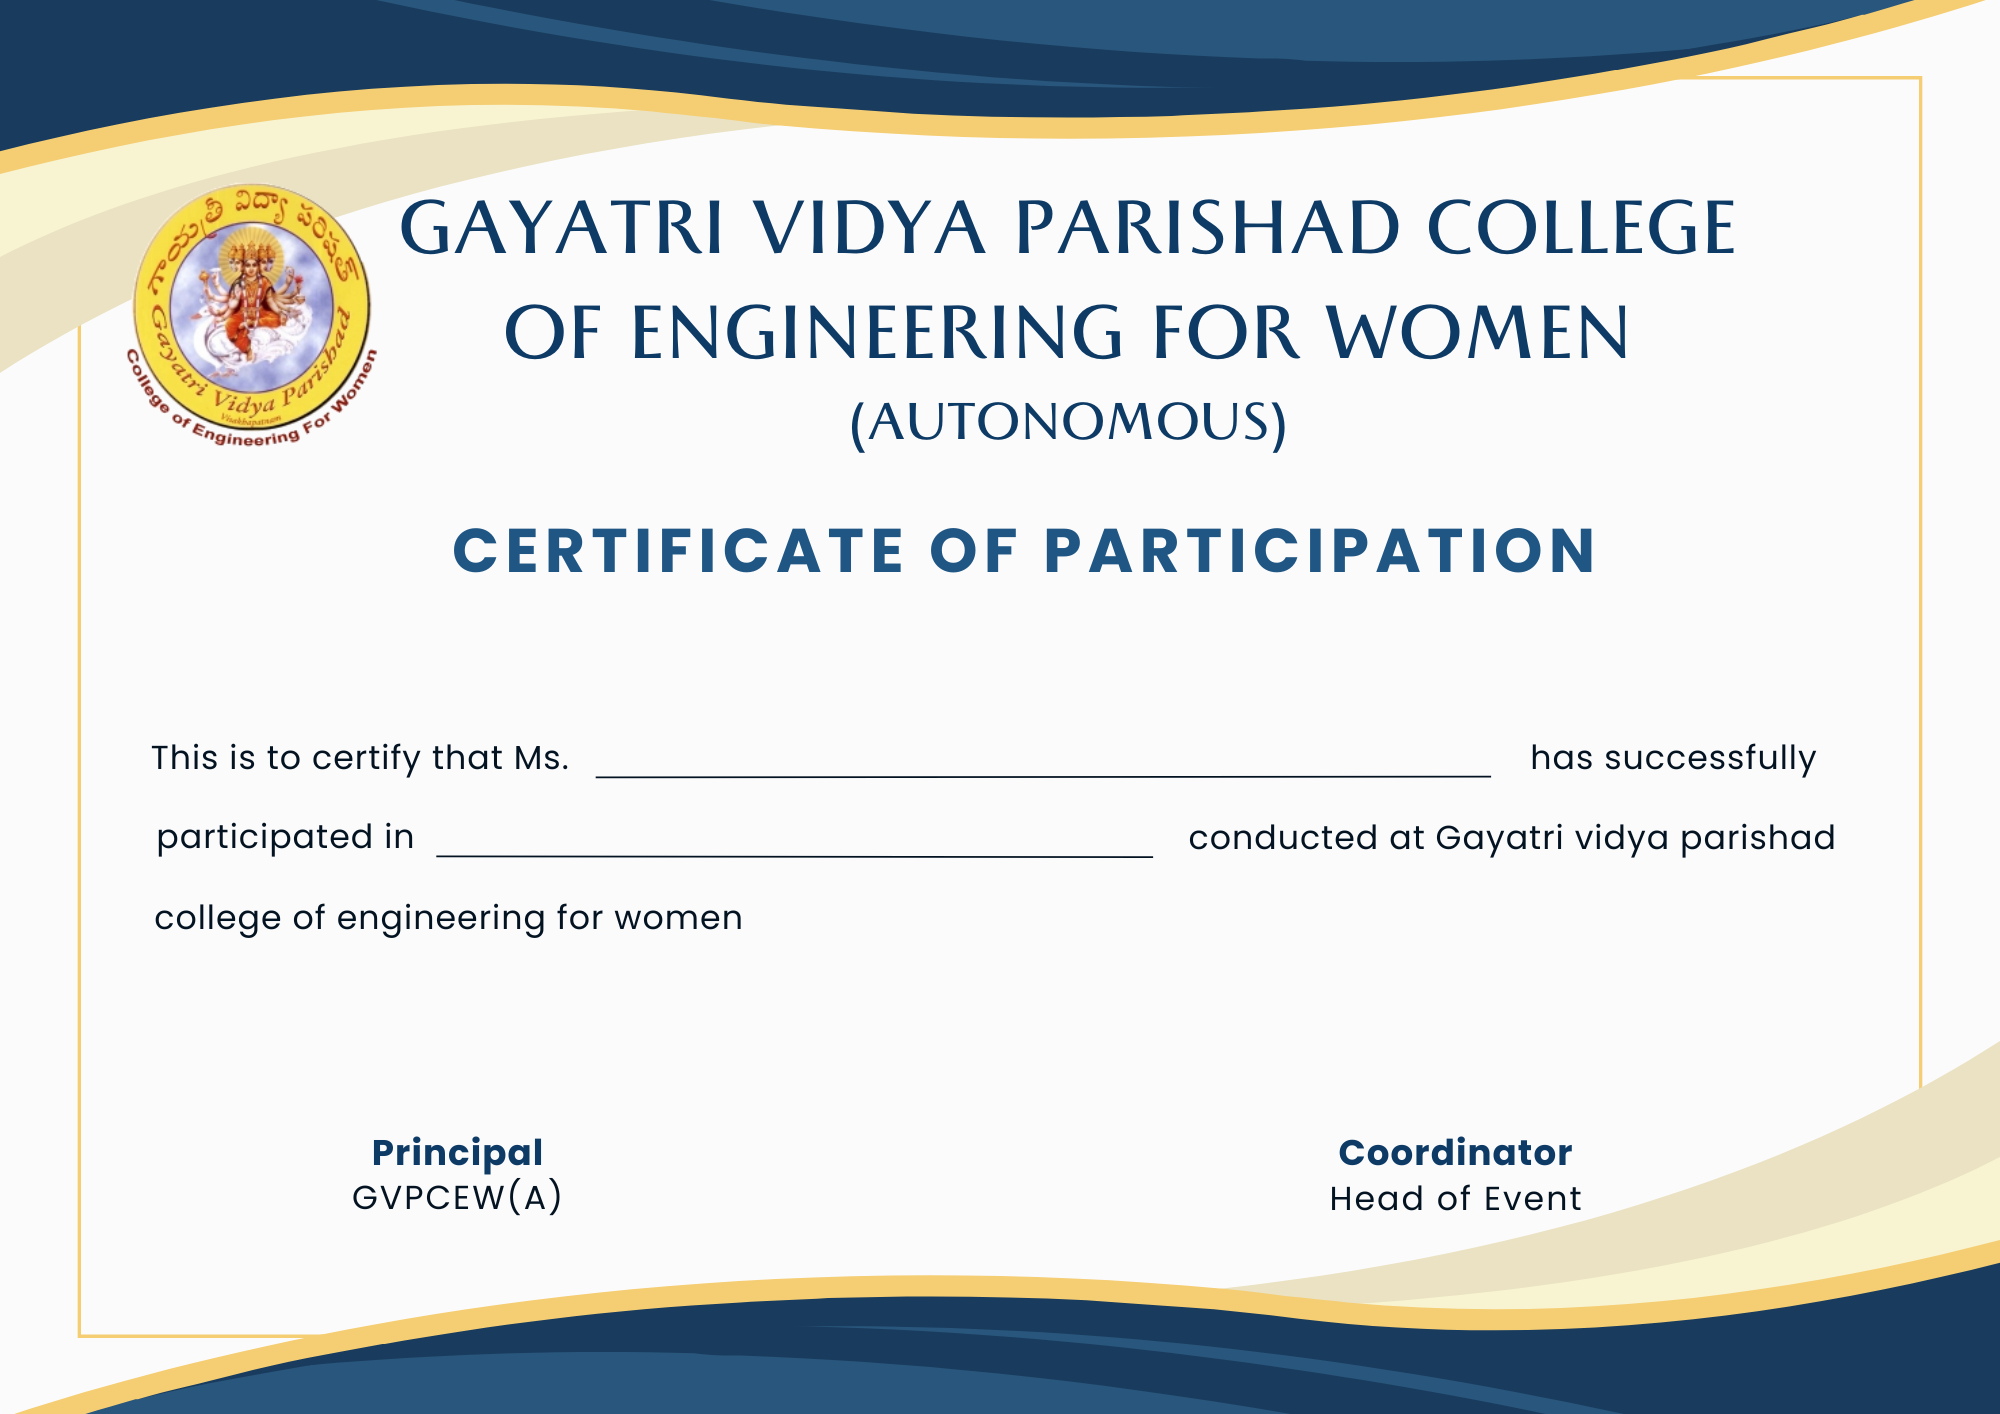 గాయత్రీ విద్యా పరిషత్
Gayatri Vidya Parishad
Visakhapatnam
College of Engineering For Women
GAYATRI VIDYA PARISHAD COLLEGE
OF ENGINEERING FOR WOMEN
(AUTONOMOUS)
CERTIFICATE OF PARTICIPATION
This is to certify that Ms. has successfully
participated in conducted at Gayatri vidya parishad
college of engineering for women
Principal
GVPCEW(A)
Coordinator
Head of Event